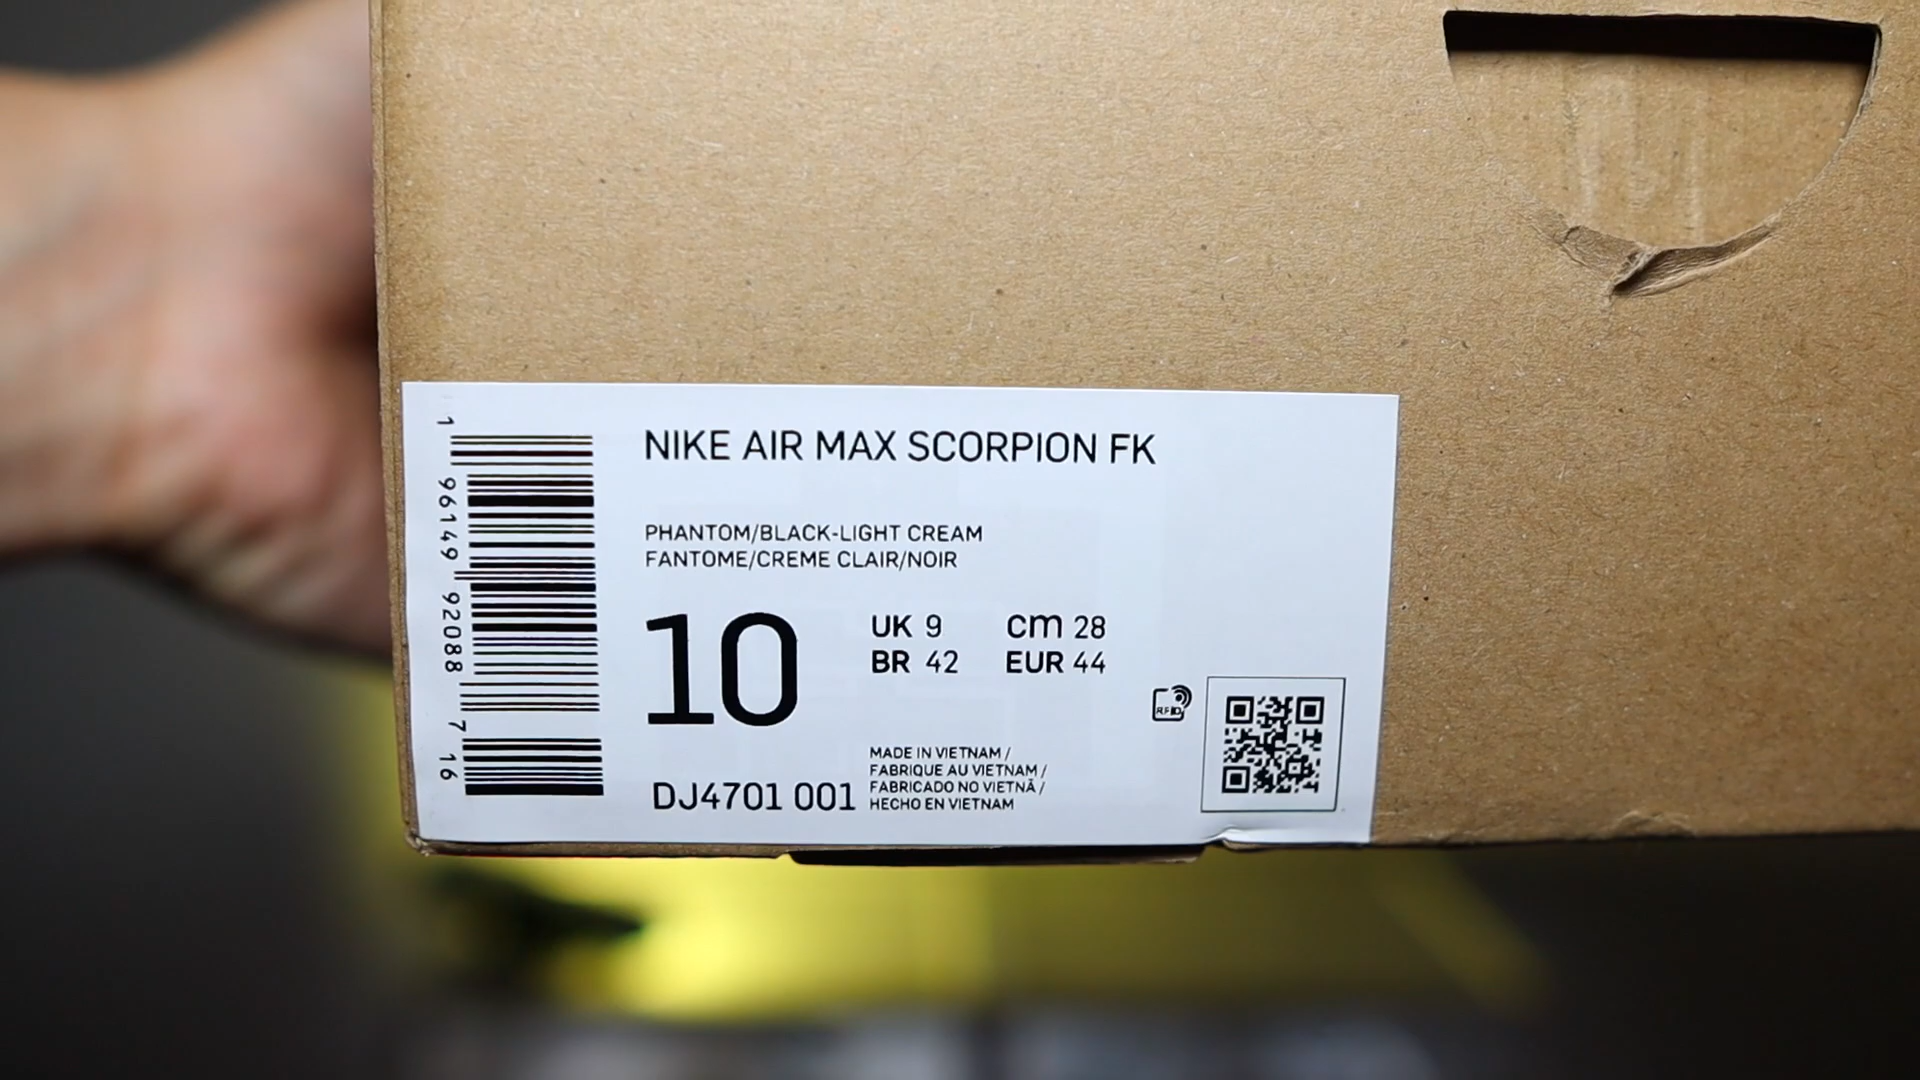 NIKE AIR MAX SCORPION FK
PHANTOM/BLACK-LIGHT CREAM
FANTOME/CREME CLAIR/NOIR
10
UK 9 cm 28
BR 42 EUR 44
MADE IN VIETNAM /
FABRIQUE AU VIETNAM /
FABRICADO NO VIETNÃ /
HECHO EN VIETNAM
DJ4701 001
RFID
1 96149 92088 7 16